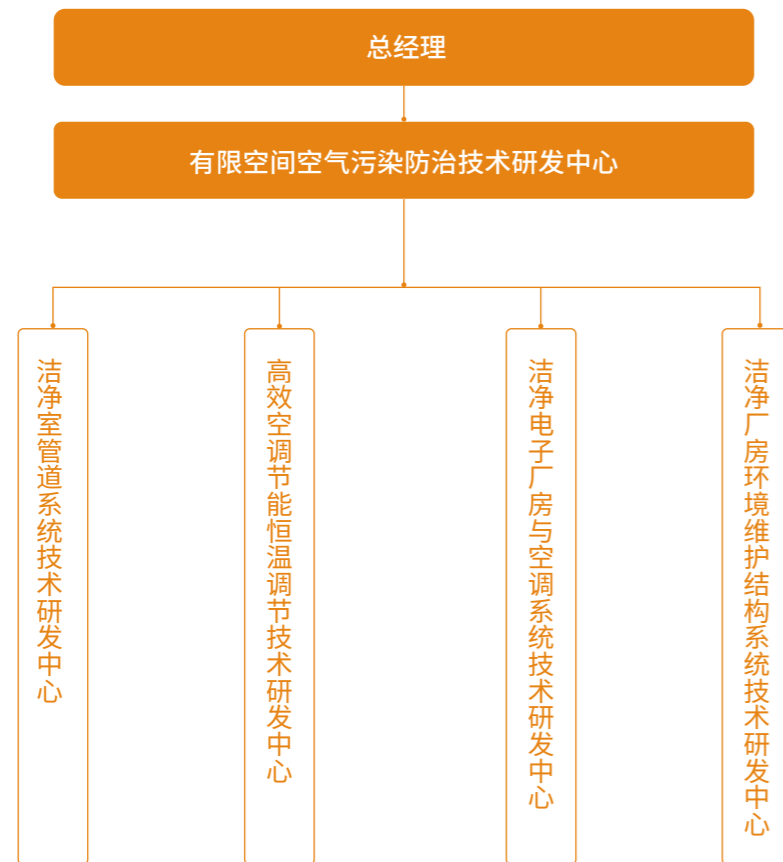 总经理
有限空间空气污染防治技术研发中心
洁净室管道系统技术研发中心
高效空调节能恒温调节技术研发中心
洁净电子厂房与空调系统技术研发中心
洁净厂房环境维护结构系统技术研发中心